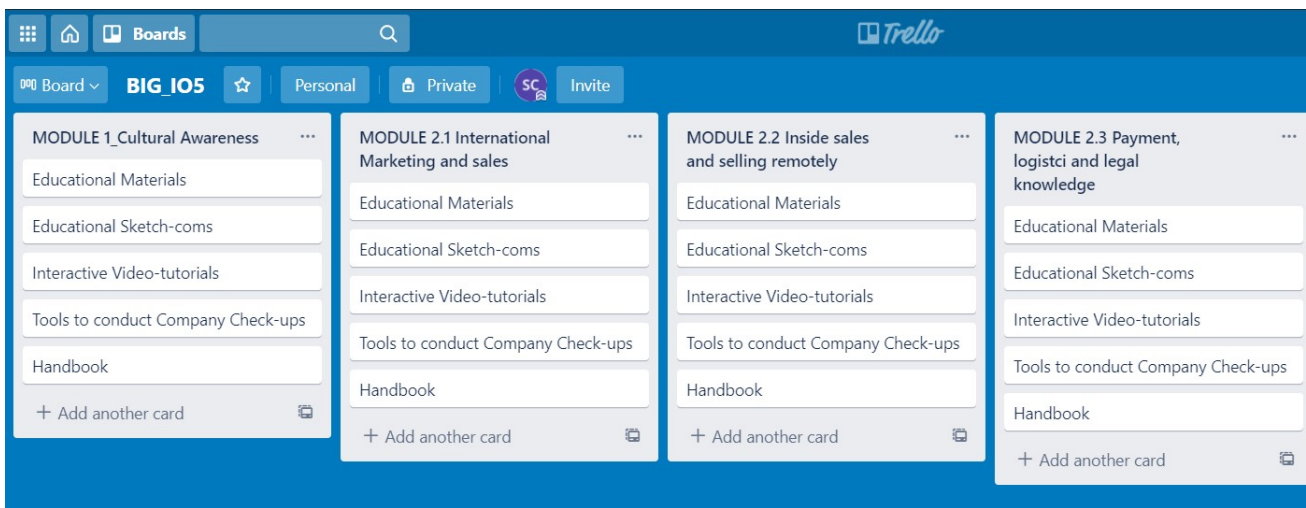 Boards
Trello
Board
BIG_IO5
Personal
Private
SC
Invite
MODULE 1_Cultural Awareness
Educational Materials
Educational Sketch-coms
Interactive Video-tutorials
Tools to conduct Company Check-ups
Handbook
+ Add another card
MODULE 2.1 International
Marketing and sales
Educational Materials
Educational Sketch-coms
Interactive Video-tutorials
Tools to conduct Company Check-ups
Handbook
+ Add another card
MODULE 2.2 Inside sales
and selling remotely
Educational Materials
Educational Sketch-coms
Interactive Video-tutorials
Tools to conduct Company Check-ups
Handbook
+ Add another card
MODULE 2.3 Payment,
logistci and legal
knowledge
Educational Materials
Educational Sketch-coms
Interactive Video-tutorials
Tools to conduct Company Check-ups
Handbook
+ Add another card